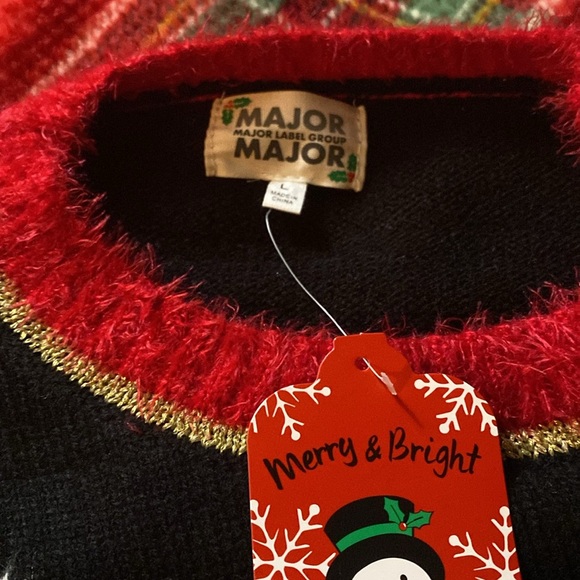 MAJOR
MAJOR LABEL GROUP
MAJOR
L
MADE IN
CHINA
Merry & Bright